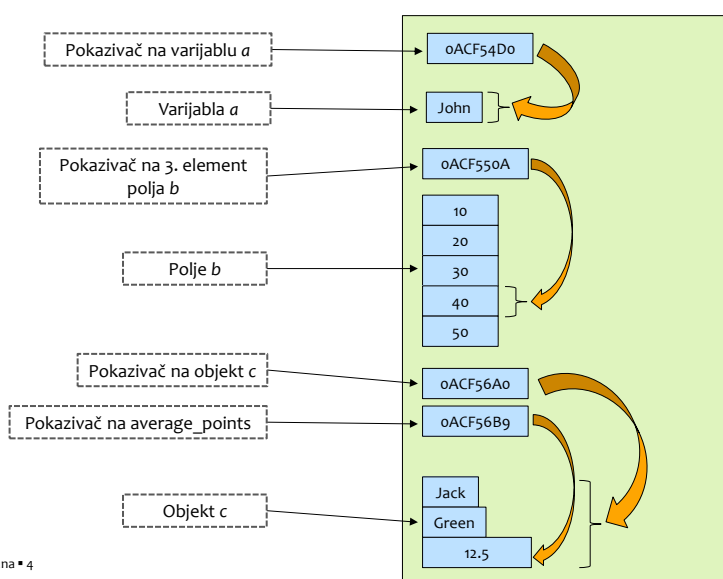 Pokazivač na varijablu a
0ACF54D0
Varijabla a
John
Pokazivač na 3. element
polja b
0ACF550A
10
20
Polje b
30
40
50
Pokazivač na objekt c
0ACF56A0
Pokazivač na average_points
0ACF56B9
Jack
Objekt c
Green
12.5
na ▪ 4